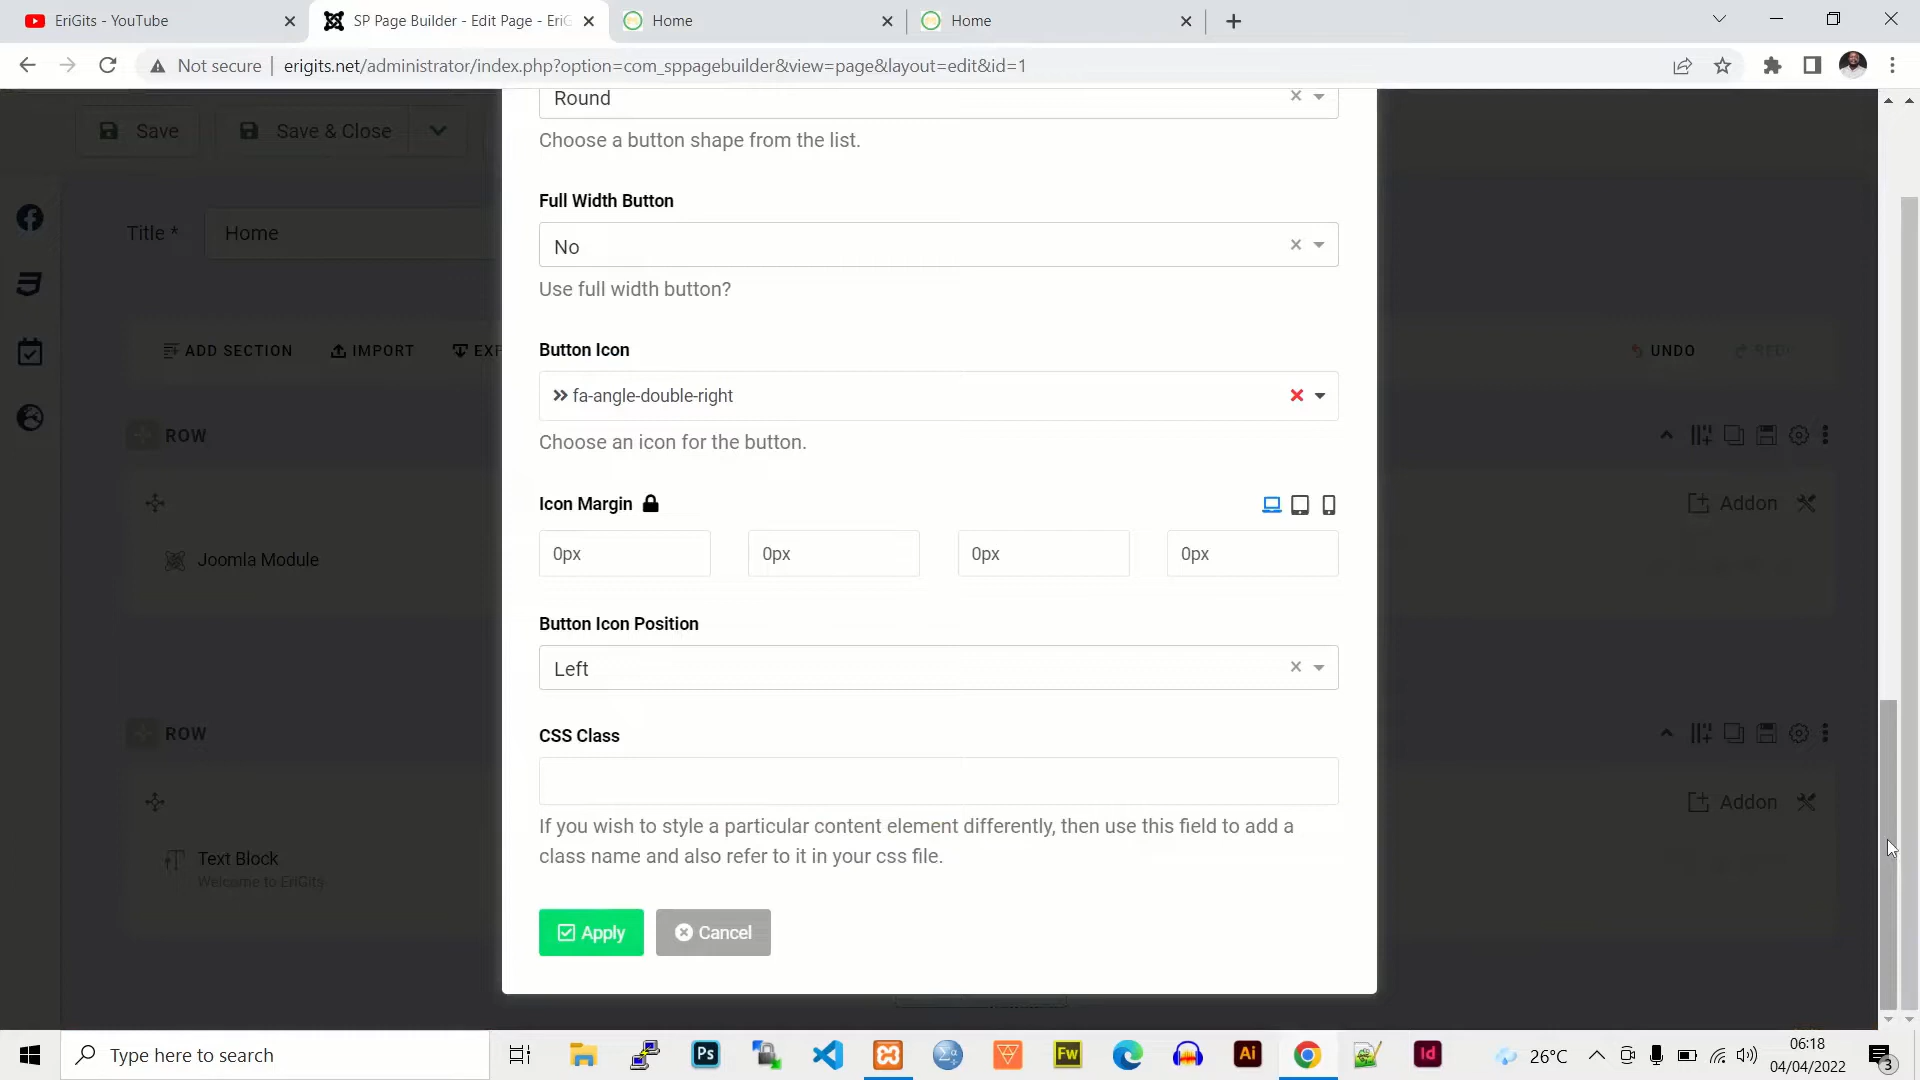 EriGits - YouTube
SP Page Builder - Edit Page - EriG
Home
Home
Not secure
erigits.net/administrator/index.php?option=com_sppagebuilder&view=page&layout=edit&id=1
Save
Save & Close
Title *
Home
ADD SECTION
IMPORT
EXP
UNDO
REDO
ROW
Addon
Joomla Module
ROW
Addon
Text Block
Welcome to EriGits
Round
Choose a button shape from the list.
Full Width Button
No
Use full width button?
Button Icon
fa-angle-double-right
Choose an icon for the button.
Icon Margin
0px
0px
0px
0px
Button Icon Position
Left
CSS Class
If you wish to style a particular content element differently, then use this field to add a
class name and also refer to it in your css file.
Apply
Cancel
Type here to search
Ps
Fw
Ai
Id
26°C
06:18
04/04/2022
3